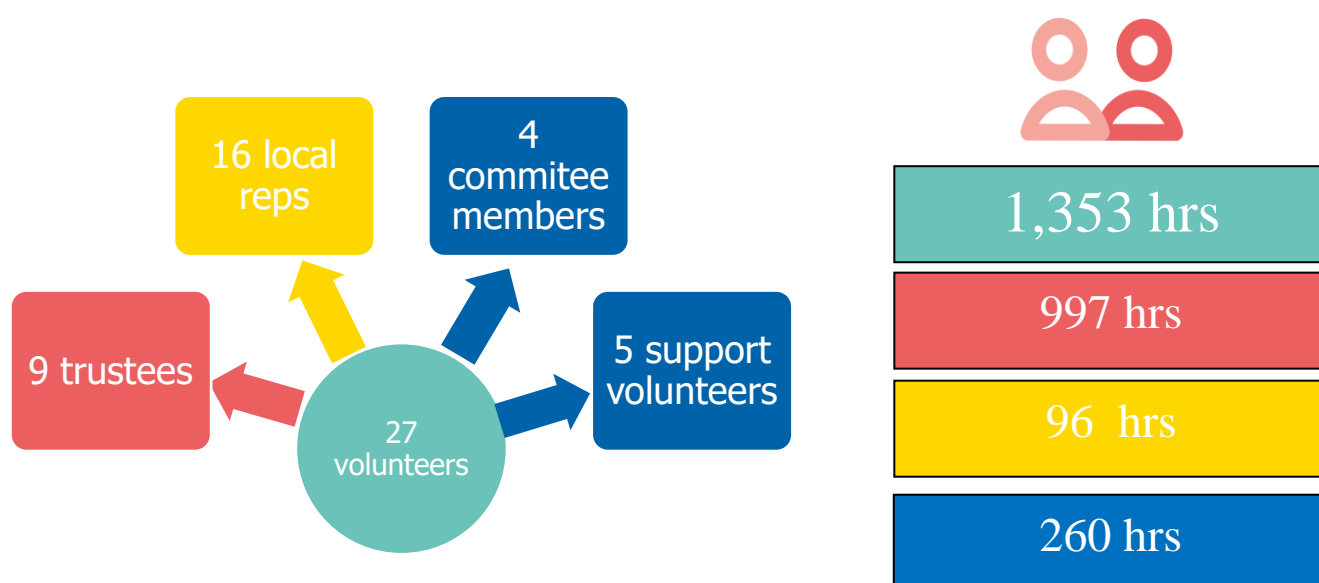 16 local
reps
4
commitee
members
9 trustees
5 support
volunteers
27
volunteers
1,353 hrs
997 hrs
96 hrs
260 hrs